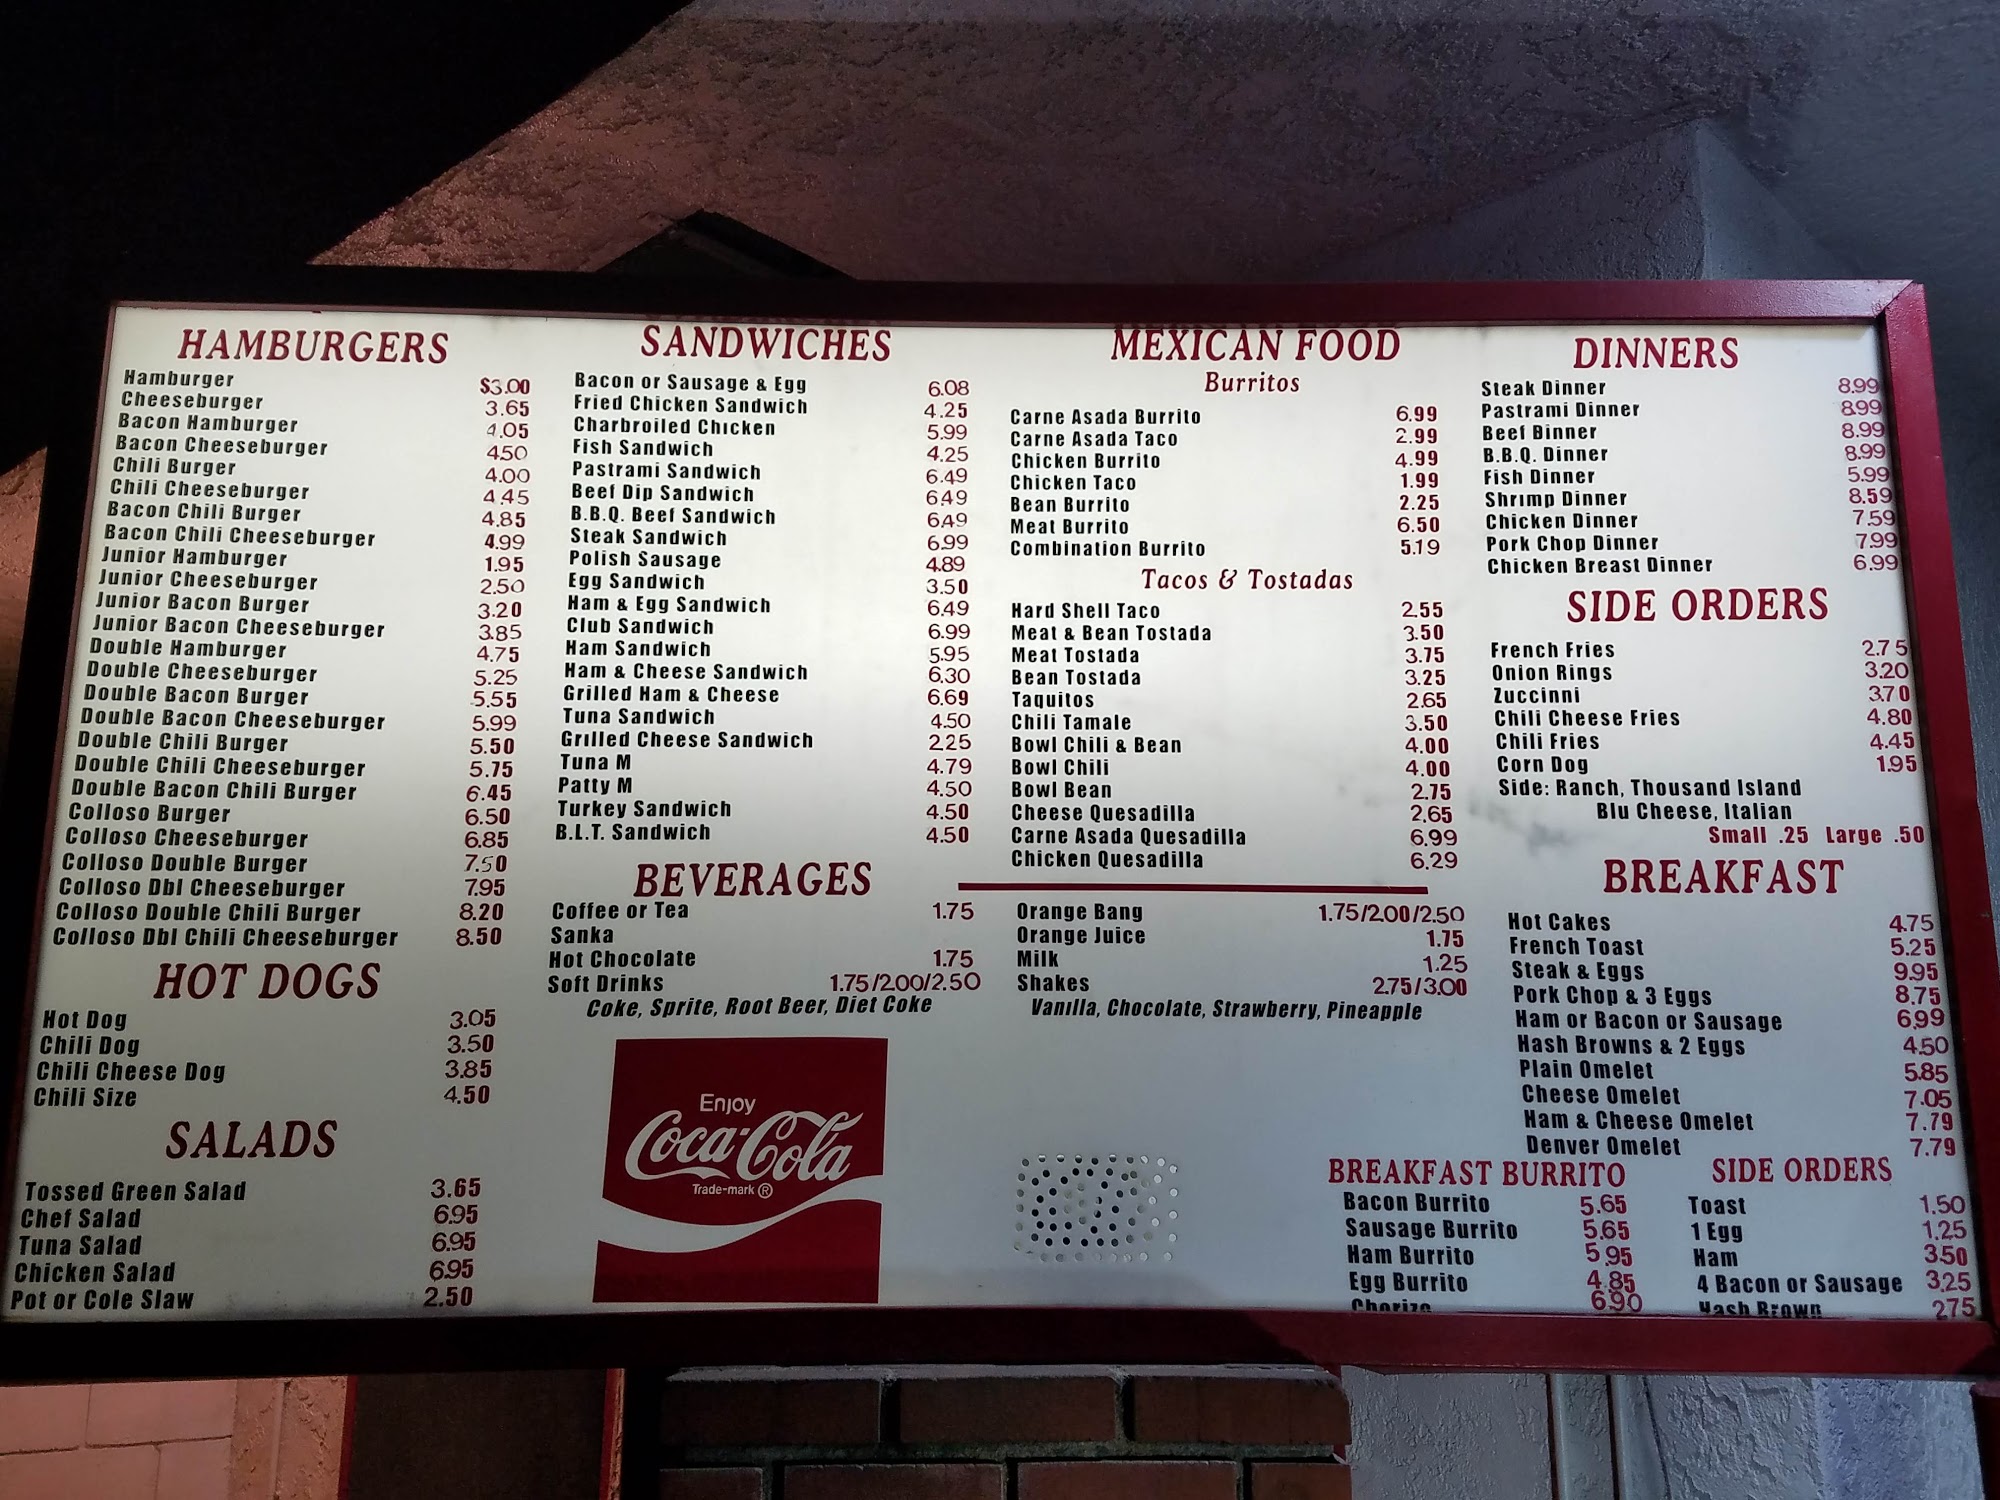 HAMBURGERS
Hamburger $3.00
Cheeseburger 3.65
Bacon Hamburger 4.05
Bacon Cheeseburger 4.50
Chili Burger 4.00
Chili Cheeseburger 4.45
Bacon Chili Burger 4.85
Bacon Chili Cheeseburger 4.99
Junior Hamburger 1.95
Junior Cheeseburger 2.50
Junior Bacon Burger 3.20
Junior Bacon Cheeseburger 3.85
Double Hamburger 4.75
Double Cheeseburger 5.25
Double Bacon Burger 5.55
Double Bacon Cheeseburger 5.99
Double Chili Burger 5.50
Double Chili Cheeseburger 5.75
Double Bacon Chili Burger 6.45
Colloso Burger 6.50
Colloso Cheeseburger 6.85
Colloso Double Burger 7.50
Colloso Dbl Cheeseburger 7.95
Colloso Double Chili Burger 8.20
Colloso Dbl Chili Cheeseburger 8.50
HOT DOGS
Hot Dog 3.05
Chili Dog 3.50
Chili Cheese Dog 3.85
Chili Size 4.50
SALADS
Tossed Green Salad 3.65
Chef Salad 6.95
Tuna Salad 6.95
Chicken Salad 6.95
Pot or Cole Slaw 2.50
SANDWICHES
Bacon or Sausage & Egg 6.08
Fried Chicken Sandwich 4.25
Charbroiled Chicken 5.99
Fish Sandwich 4.25
Pastrami Sandwich 6.49
Beef Dip Sandwich 6.49
B.B.Q. Beef Sandwich 6.49
Steak Sandwich 6.99
Polish Sausage 4.89
Egg Sandwich 3.50
Ham & Egg Sandwich 6.49
Club Sandwich 6.99
Ham Sandwich 5.95
Ham & Cheese Sandwich 6.30
Grilled Ham & Cheese 6.69
Tuna Sandwich 4.50
Grilled Cheese Sandwich 2.25
Tuna M 4.79
Patty M 4.50
Turkey Sandwich 4.50
B.L.T. Sandwich 4.50
BEVERAGES
Coffee or Tea 1.75
Sanka
Hot Chocolate 1.75
Soft Drinks 1.75/2.00/2.50
Coke, Sprite, Root Beer, Diet Coke
Orange Bang 1.75/2.00/2.50
Orange Juice 1.75
Milk 1.25
Shakes 2.75/3.00
Vanilla, Chocolate, Strawberry, Pineapple
Enjoy
Coca-Cola
Trade-mark ®
MEXICAN FOOD
Burritos
Carne Asada Burrito 6.99
Carne Asada Taco 2.99
Chicken Burrito 4.99
Chicken Taco 1.99
Bean Burrito 2.25
Meat Burrito 6.50
Combination Burrito 5.19
Tacos & Tostadas
Hard Shell Taco 2.55
Meat & Bean Tostada 3.50
Meat Tostada 3.75
Bean Tostada 3.25
Taquitos 2.65
Chili Tamale 3.50
Bowl Chili & Bean 4.00
Bowl Chili 4.00
Bowl Bean 2.75
Cheese Quesadilla 2.65
Carne Asada Quesadilla 6.99
Chicken Quesadilla 6.29
DINNERS
Steak Dinner 8.99
Pastrami Dinner 8.99
Beef Binner 8.99
B.B.Q. Dinner 8.99
Fish Dinner 5.99
Shrimp Dinner 8.59
Chicken Dinner 7.59
Pork Chop Dinner 7.99
Chicken Breast Dinner 6.99
SIDE ORDERS
French Fries 2.75
Onion Rings 3.20
Zuccinni 3.70
Chili Cheese Fries 4.80
Chili Fries 4.45
Corn Dog 1.95
Side: Ranch, Thousand Island
Blu Cheese, Italian
Small .25 Large .50
BREAKFAST
Hot Cakes 4.75
French Toast 5.25
Steak & Eggs 9.95
Pork Chop & 3 Eggs 8.75
Ham or Bacon or Sausage 6.99
Hash Browns & 2 Eggs 4.50
Plain Omelet 5.85
Cheese Omelet 7.05
Ham & Cheese Omelet 7.79
Denver Omelet 7.79
BREAKFAST BURRITO
Bacon Burrito 5.65
Sausage Burrito 5.65
Ham Burrito 5.95
Egg Burrito 4.85
Chorizo 6.90
SIDE ORDERS
Toast 1.50
1 Egg 1.25
Ham 3.50
4 Bacon or Sausage 3.25
Hash Brown 2.75